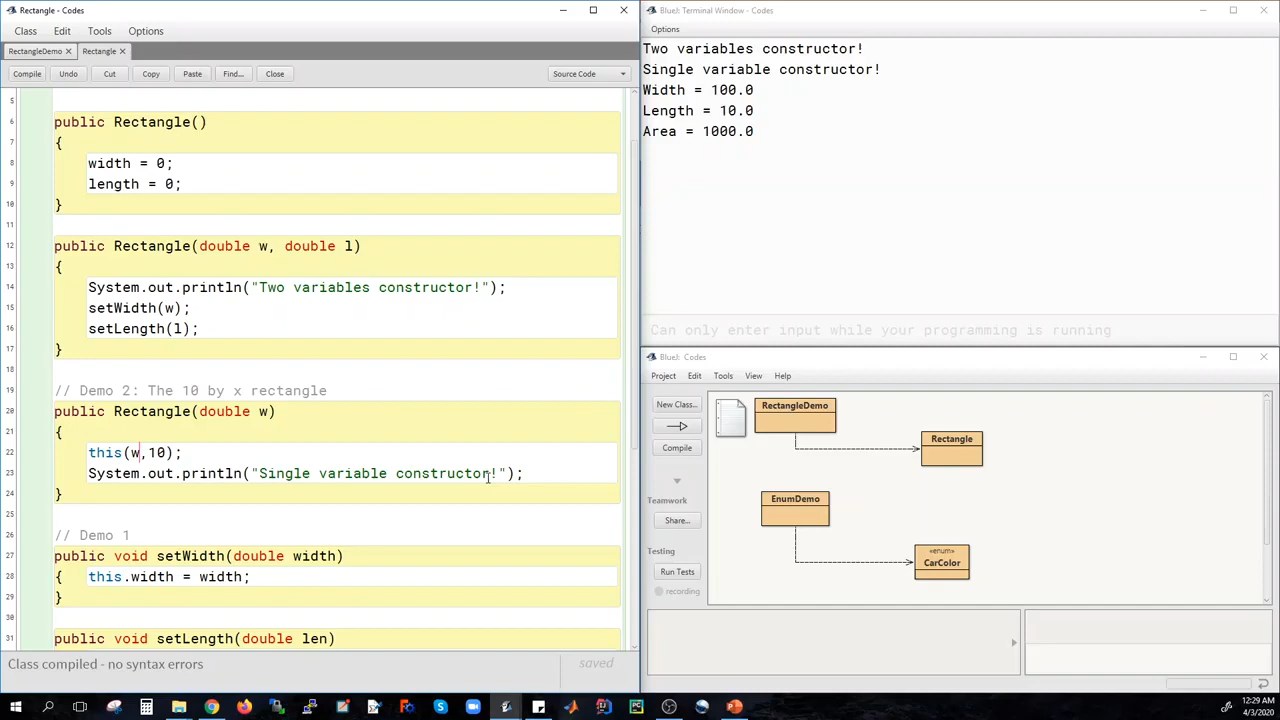 Rectangle - Codes
Class Edit Tools Options
RectangleDemo × Rectangle ×
Compile Undo Cut Copy Paste Find... Close Source Code
5
6 public Rectangle()
7 {
8 width = 0;
9 length = 0;
10 }
11
12 public Rectangle(double w, double l)
13 {
14 System.out.println("Two variables constructor!");
15 setWidth(w);
16 setLength(l);
17 }
18
19 // Demo 2: The 10 by x rectangle
20 public Rectangle(double w)
21 {
22 this(w,10);
23 System.out.println("Single variable constructor!");
24 }
25
26 // Demo 1
27 public void setWidth(double width)
28 { this.width = width;
29 }
30
31 public void setLength(double len)
Class compiled - no syntax errors
saved
BlueJ: Terminal Window - Codes
Options
Two variables constructor!
Single variable constructor!
Width = 100.0
Length = 10.0
Area = 1000.0
Can only enter input while your programming is running
BlueJ: Codes
Project Edit Tools View Help
New Class...
Compile
Teamwork
Share...
Testing
Run Tests
recording
RectangleDemo
Rectangle
EnumDemo
«enum»
CarColor
12:29 AM
4/3/2020